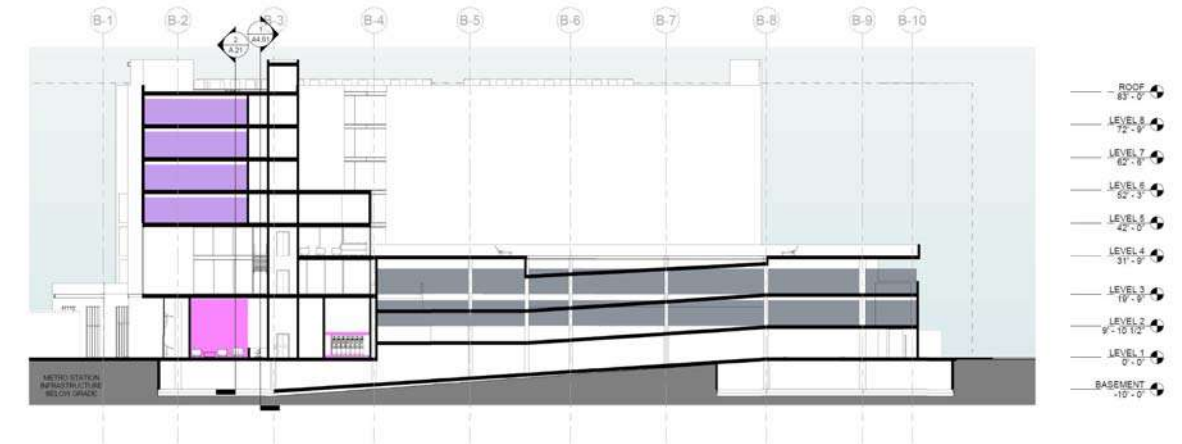 B-1 B-2 B-3 B-4 B-5 B-6 B-7 B-8 B-9 B-10
1
A4.01
2
A.21
ROOF
83' - 0"
LEVEL 8
72' - 9"
LEVEL 7
62' - 6"
LEVEL 6
52' - 3"
LEVEL 5
42' - 0"
LEVEL 4
31' - 9"
LEVEL 3
19' - 9"
LEVEL 2
9' - 10 1/2"
LEVEL 1
0' - 0"
BASEMENT
-10' - 0"
METRO STATION
INFRASTRUCTURE
BELOW GRADE